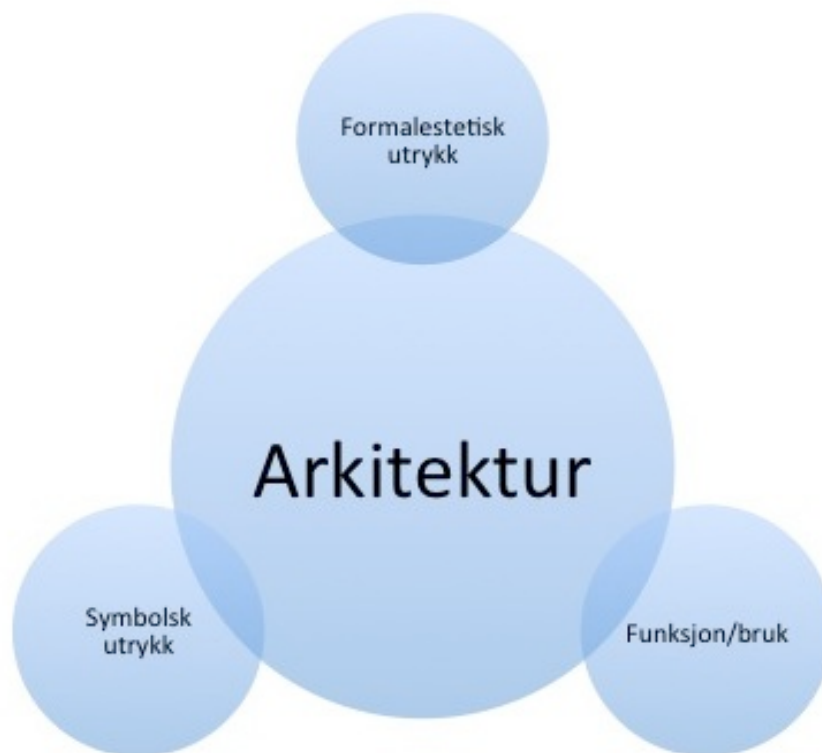 Formalestetisk
utrykk
Arkitektur
Symbolsk
utrykk
Funksjon/bruk